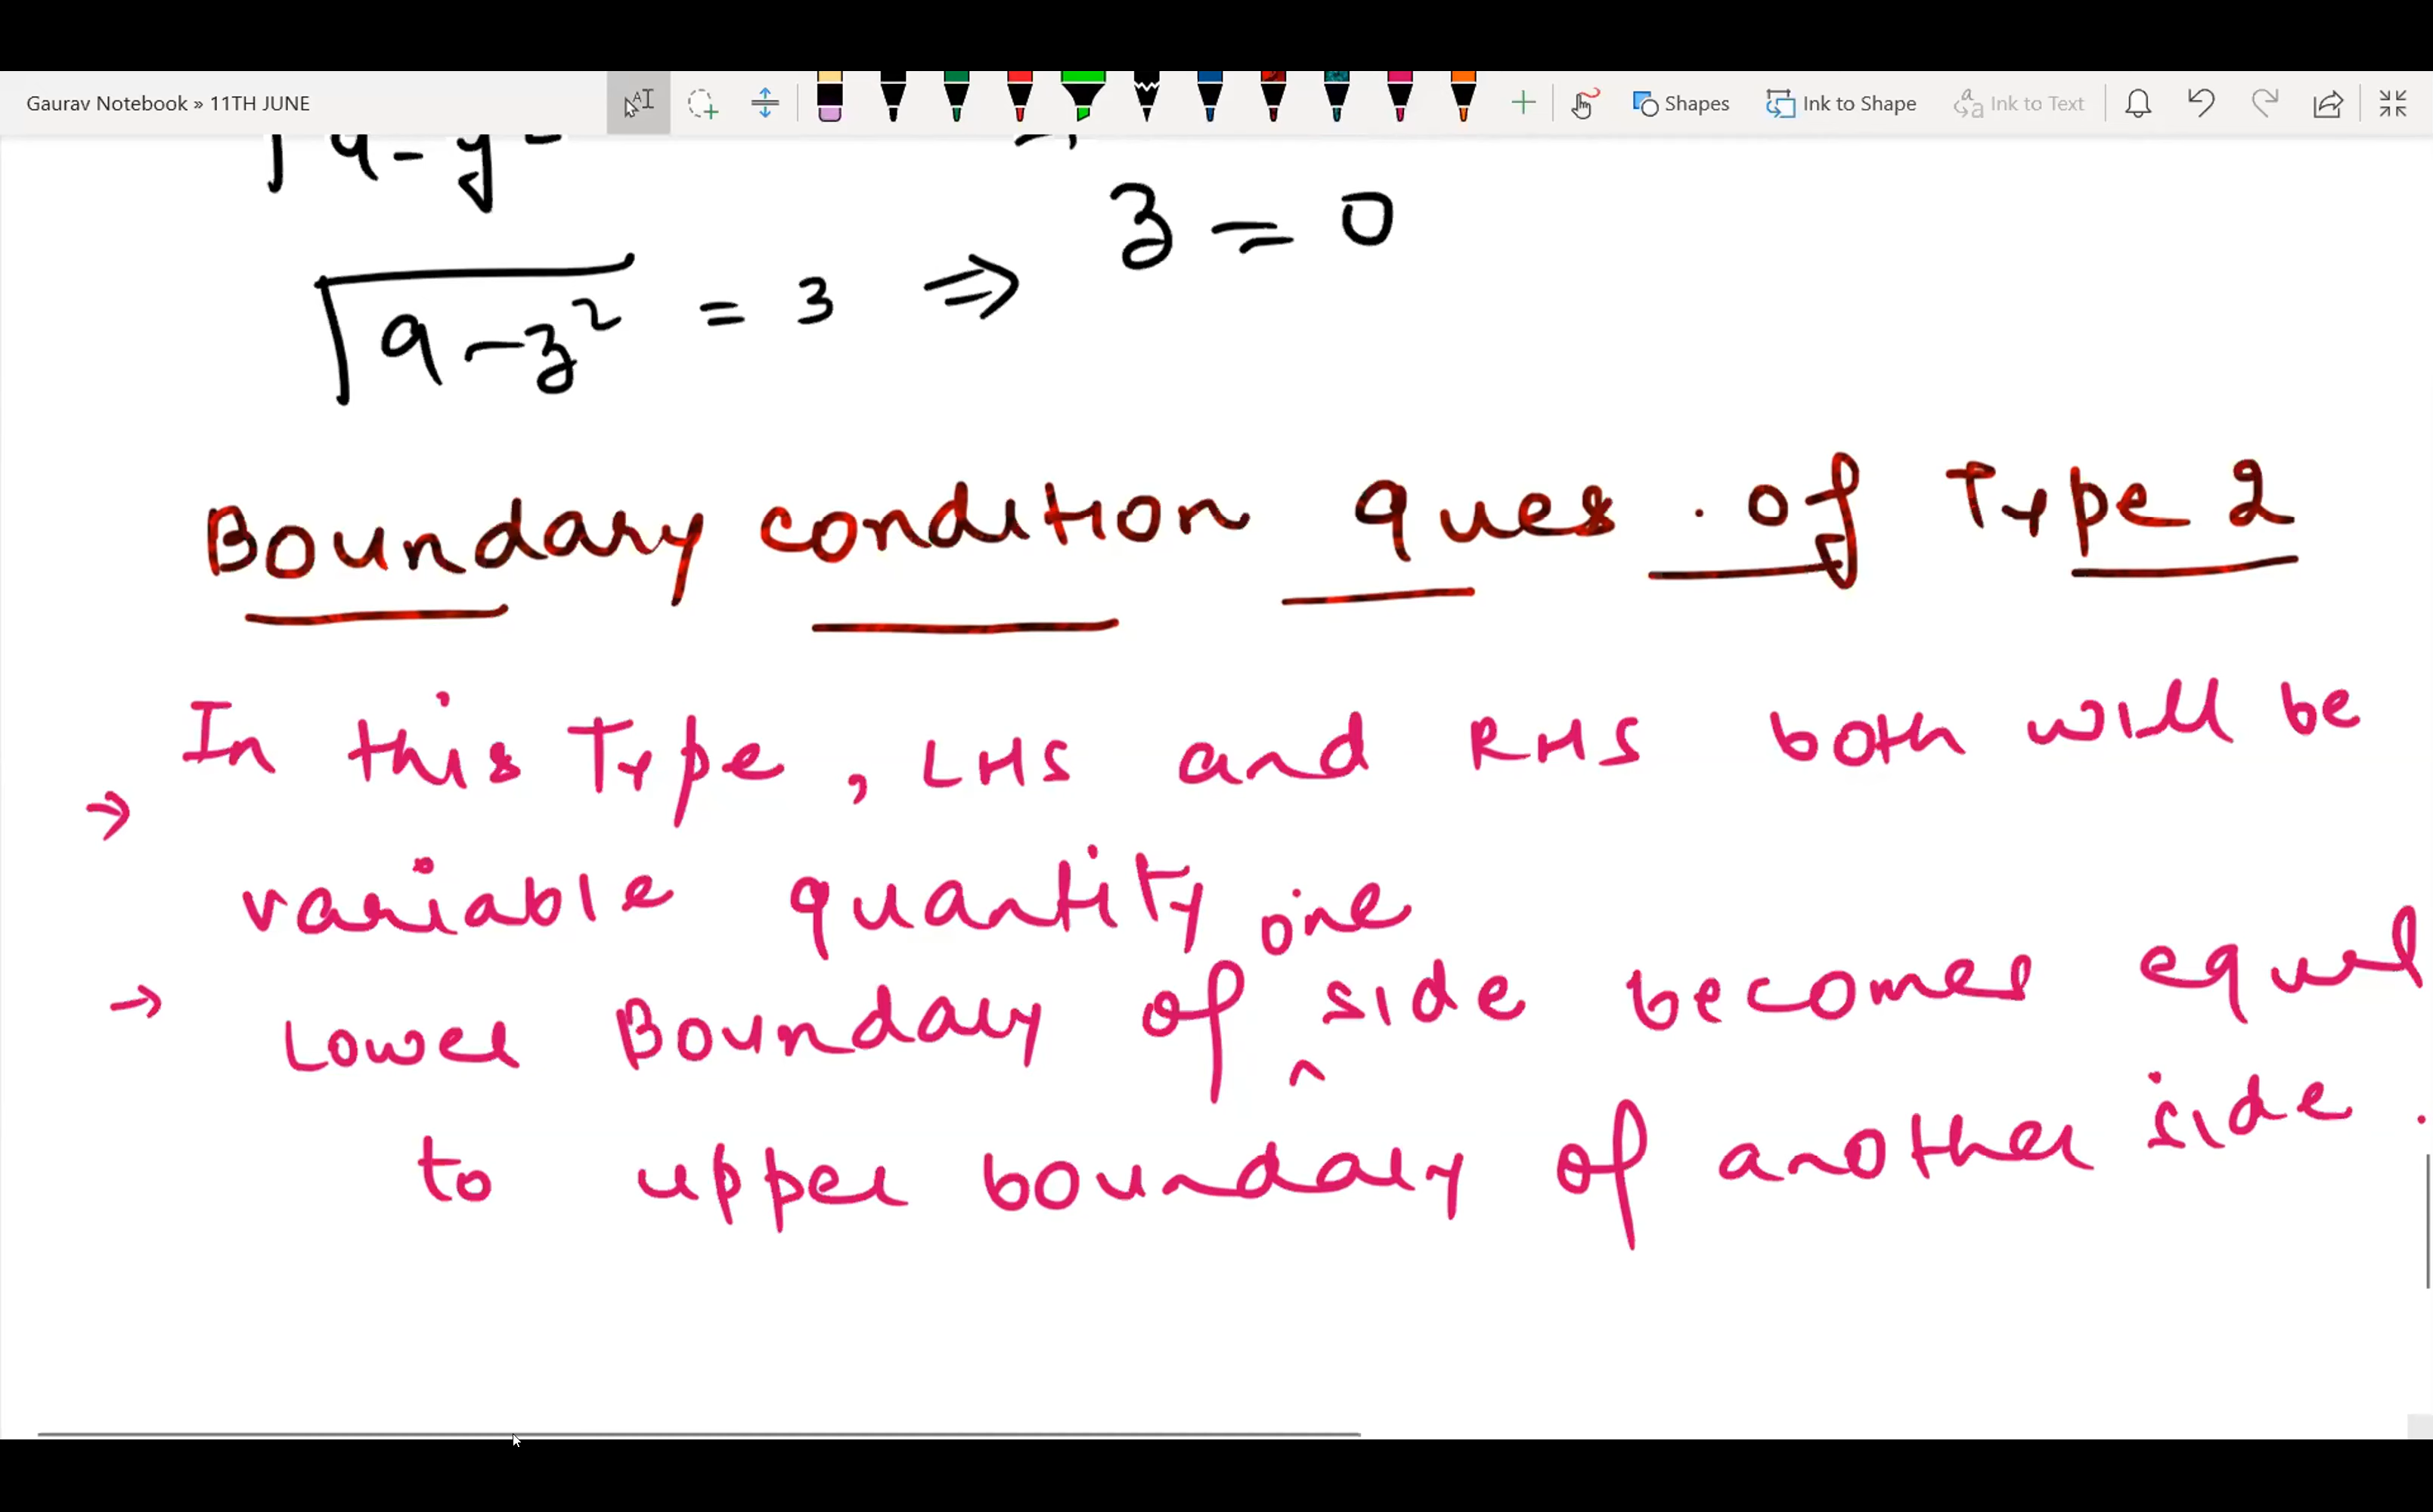 Gaurav Notebook » 11TH JUNE
Shapes
Ink to Shape
Ink to Text
z = 0
√9-z² = 3 ⇒
Boundary condition ques. of Type 2
→ In this Type, LHS and RHS both will be
variable quantity
→ Lower Boundary of one side becomes equal
to upper boundary of another side.